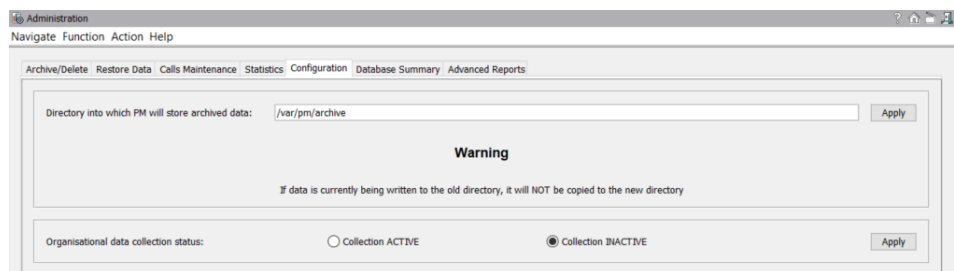 Administration
Navigate Function Action Help
Archive/Delete Restore Data Calls Maintenance Statistics Configuration Database Summary Advanced Reports
Directory into which PM will store archived data: /var/pm/archive Apply
Warning
If data is currently being written to the old directory, it will NOT be copied to the new directory
Organisational data collection status: Collection ACTIVE Collection INACTIVE Apply